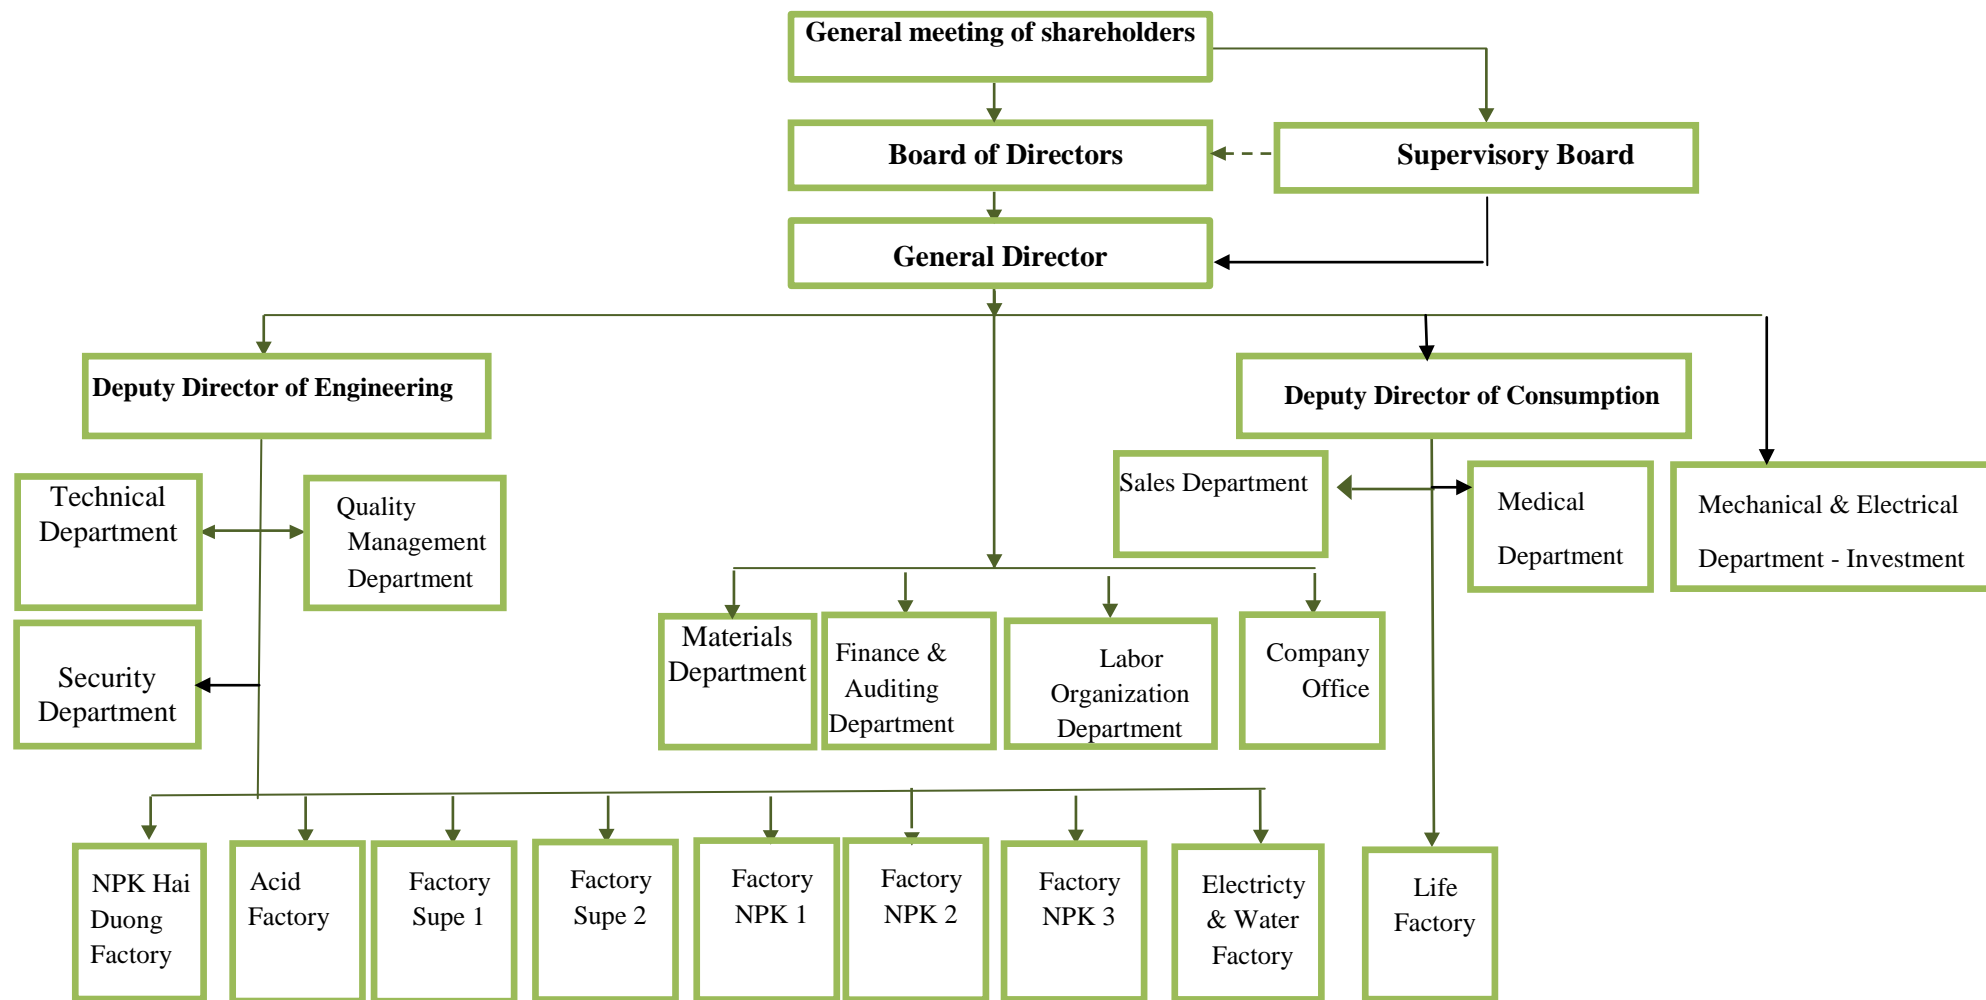 General meeting of shareholders
Board of Directors
Supervisory Board
General Director
Deputy Director of Engineering
Deputy Director of Consumption
Technical
Department
Quality
Management
Department
Sales Department
Medical
Department
Mechanical & Electrical
Department - Investment
Security
Department
Materials
Department
Finance &
Auditing
Department
Labor
Organization
Department
Company
Office
NPK Hai
Duong
Factory
Acid
Factory
Factory
Supe 1
Factory
Supe 2
Factory
NPK 1
Factory
NPK 2
Factory
NPK 3
Electricty
& Water
Factory
Life
Factory